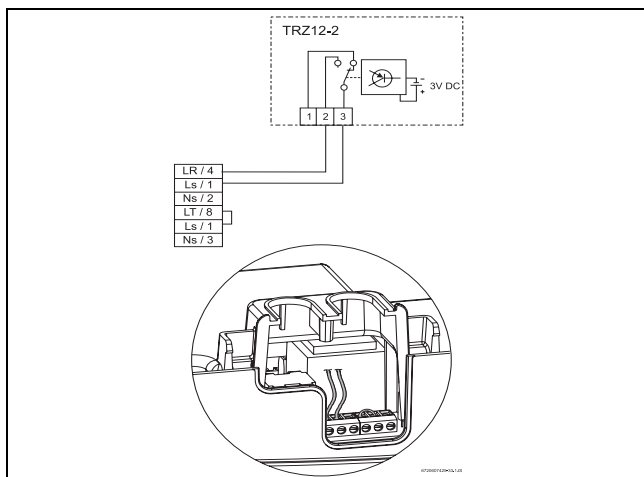 TRZ12-2
3V DC
1 2 3
LR / 4
Ls / 1
Ns / 2
LT / 8
Ls / 1
Ns / 3